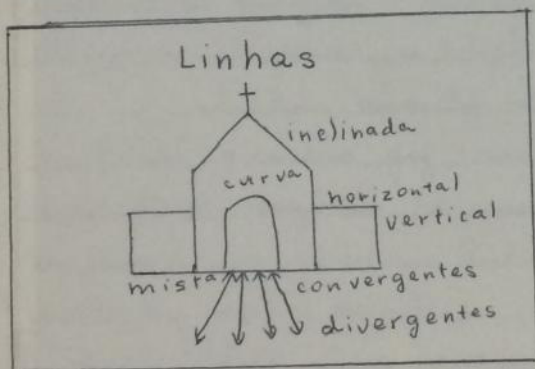 Linhas
inclinada
curva
horizontal
vertical
mista convergentes
divergentes